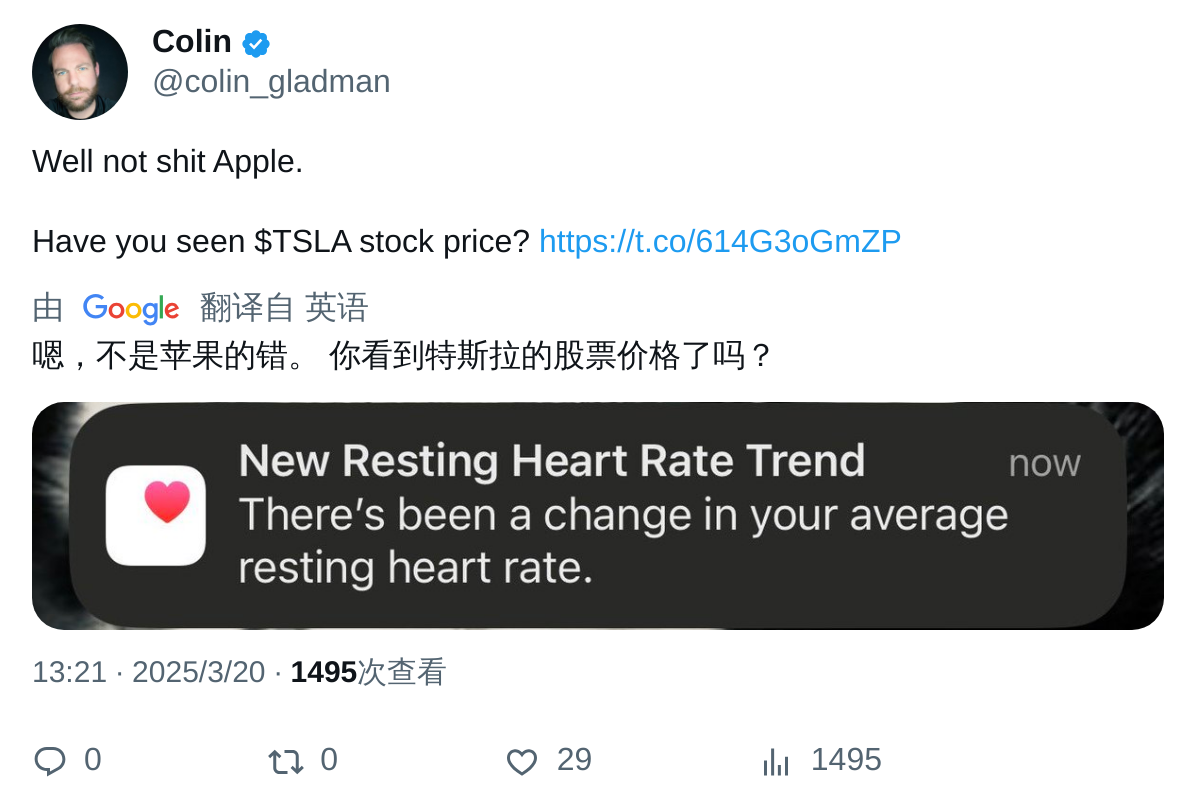 Colin
@colin_gladman
Well not shit Apple.
Have you seen $TSLA stock price? https://t.co/614G3oGmZP
由 Google 翻译自 英语
嗯，不是苹果的错。 你看到特斯拉的股票价格了吗？
New Resting Heart Rate Trend now
There’s been a change in your average
resting heart rate.
13:21 · 2025/3/20 · 1495次查看
0 0 29 1495